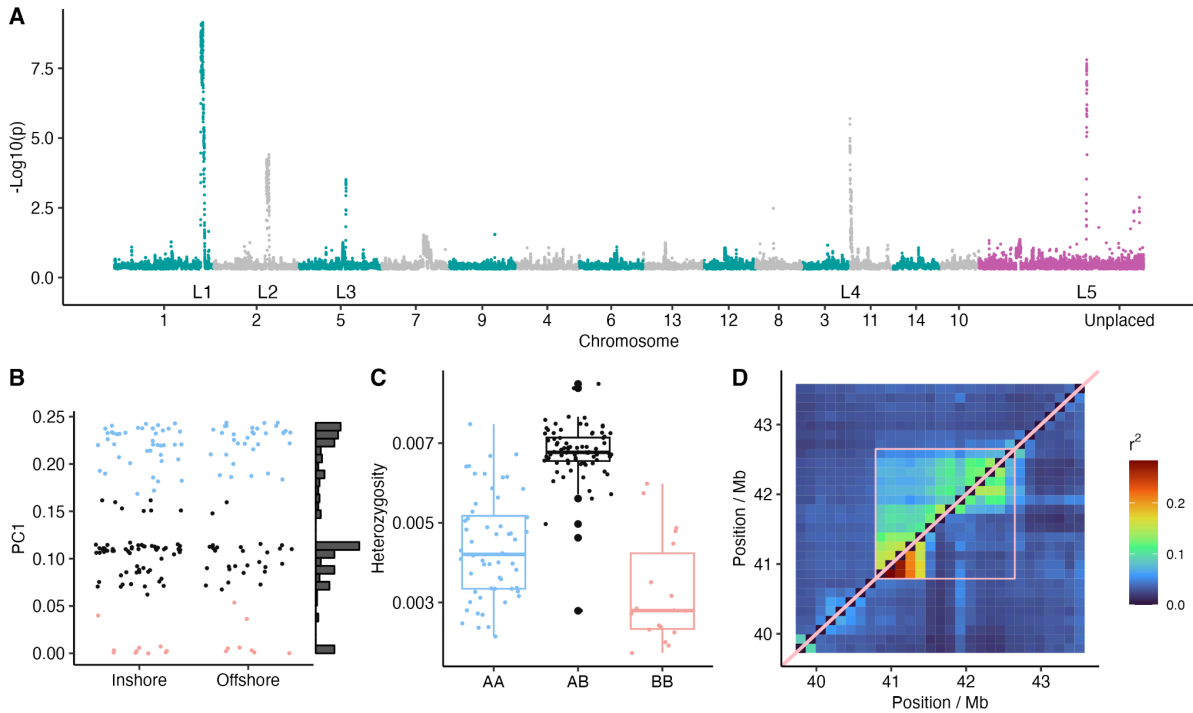 A
-Log10(p)
7.5
5.0
2.5
0.0
L1 L2 L3 L4 L5
1 2 5 7 9 4 6 13 12 8 3 11 14 10 Unplaced
Chromosome
B
PC1
0.25
0.20
0.15
0.10
0.05
0.00
Inshore Offshore
C
Heterozygosity
0.007
0.005
0.003
AA AB BB
D
Position / Mb
43
42
41
40
40 41 42 43
Position / Mb
r²
0.2
0.1
0.0